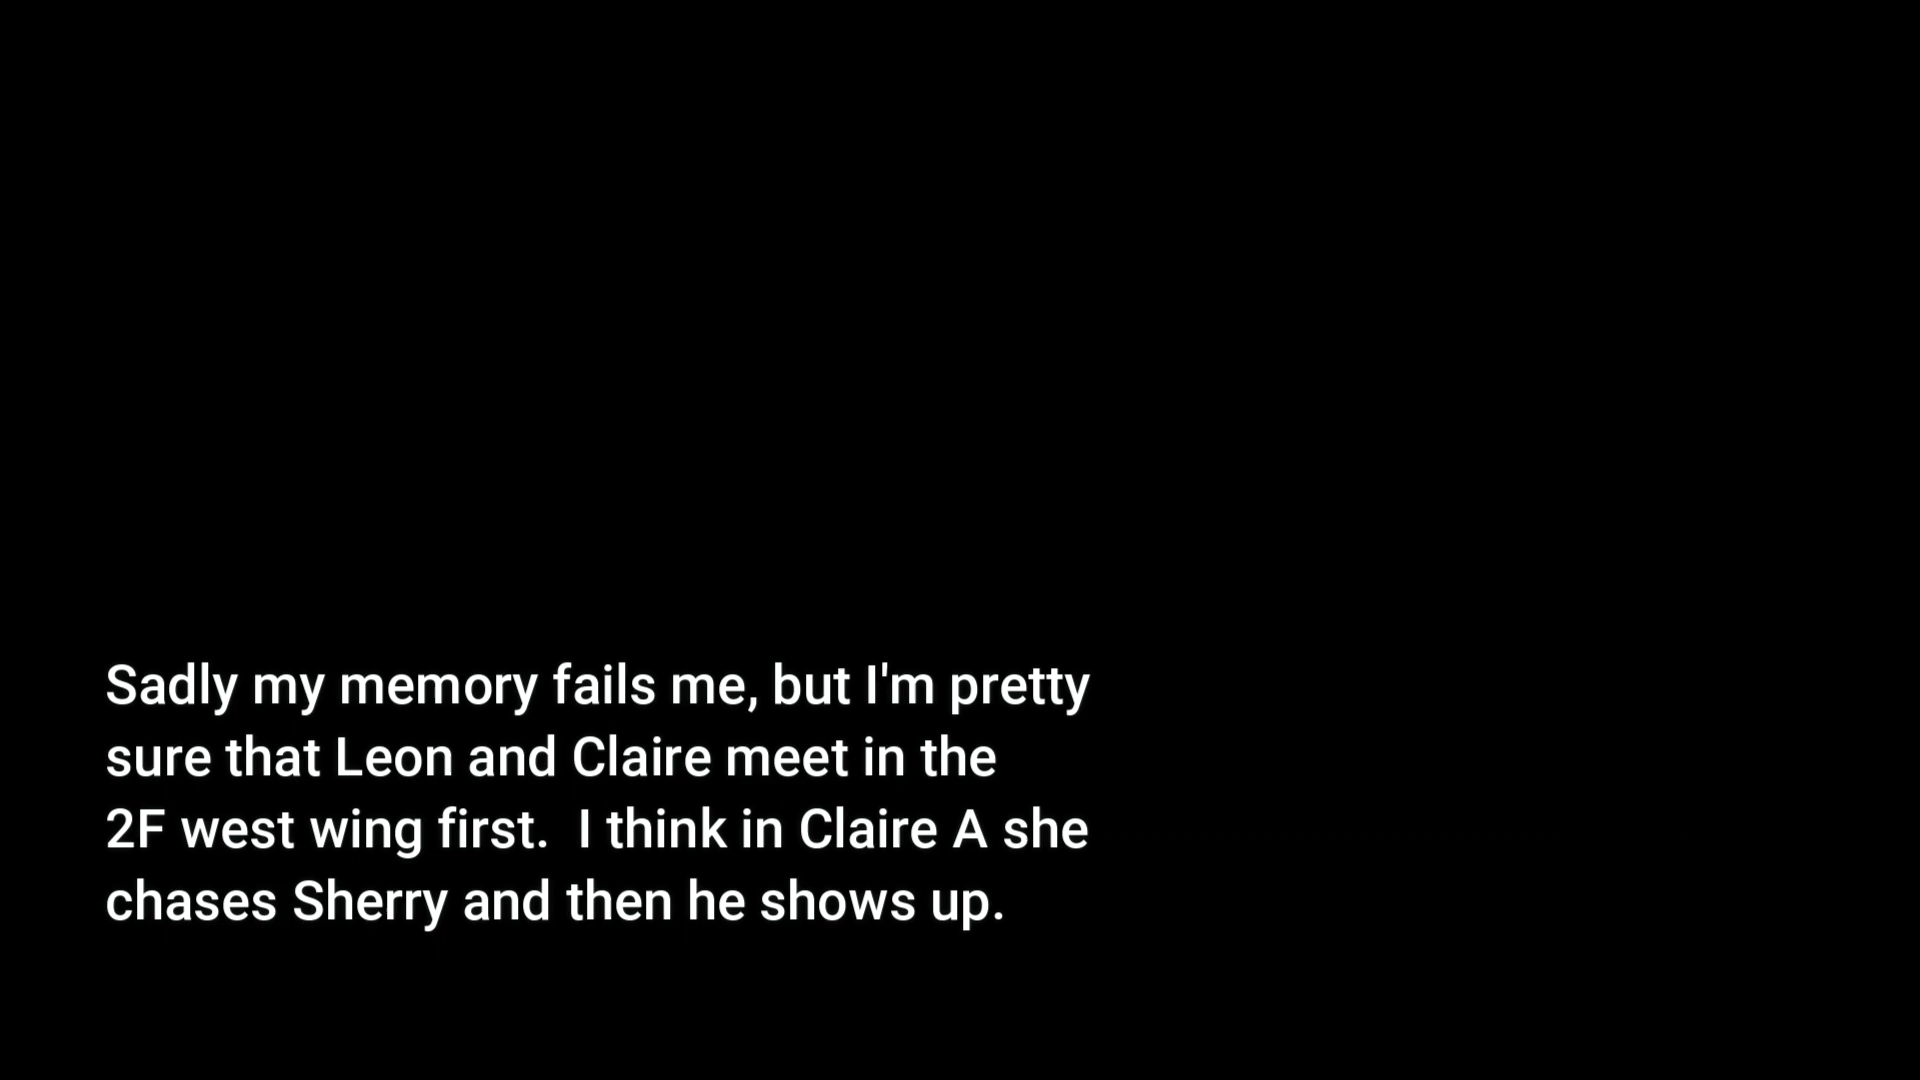 Sadly my memory fails me, but I'm pretty
sure that Leon and Claire meet in the
2F west wing first.  I think in Claire A she
chases Sherry and then he shows up.